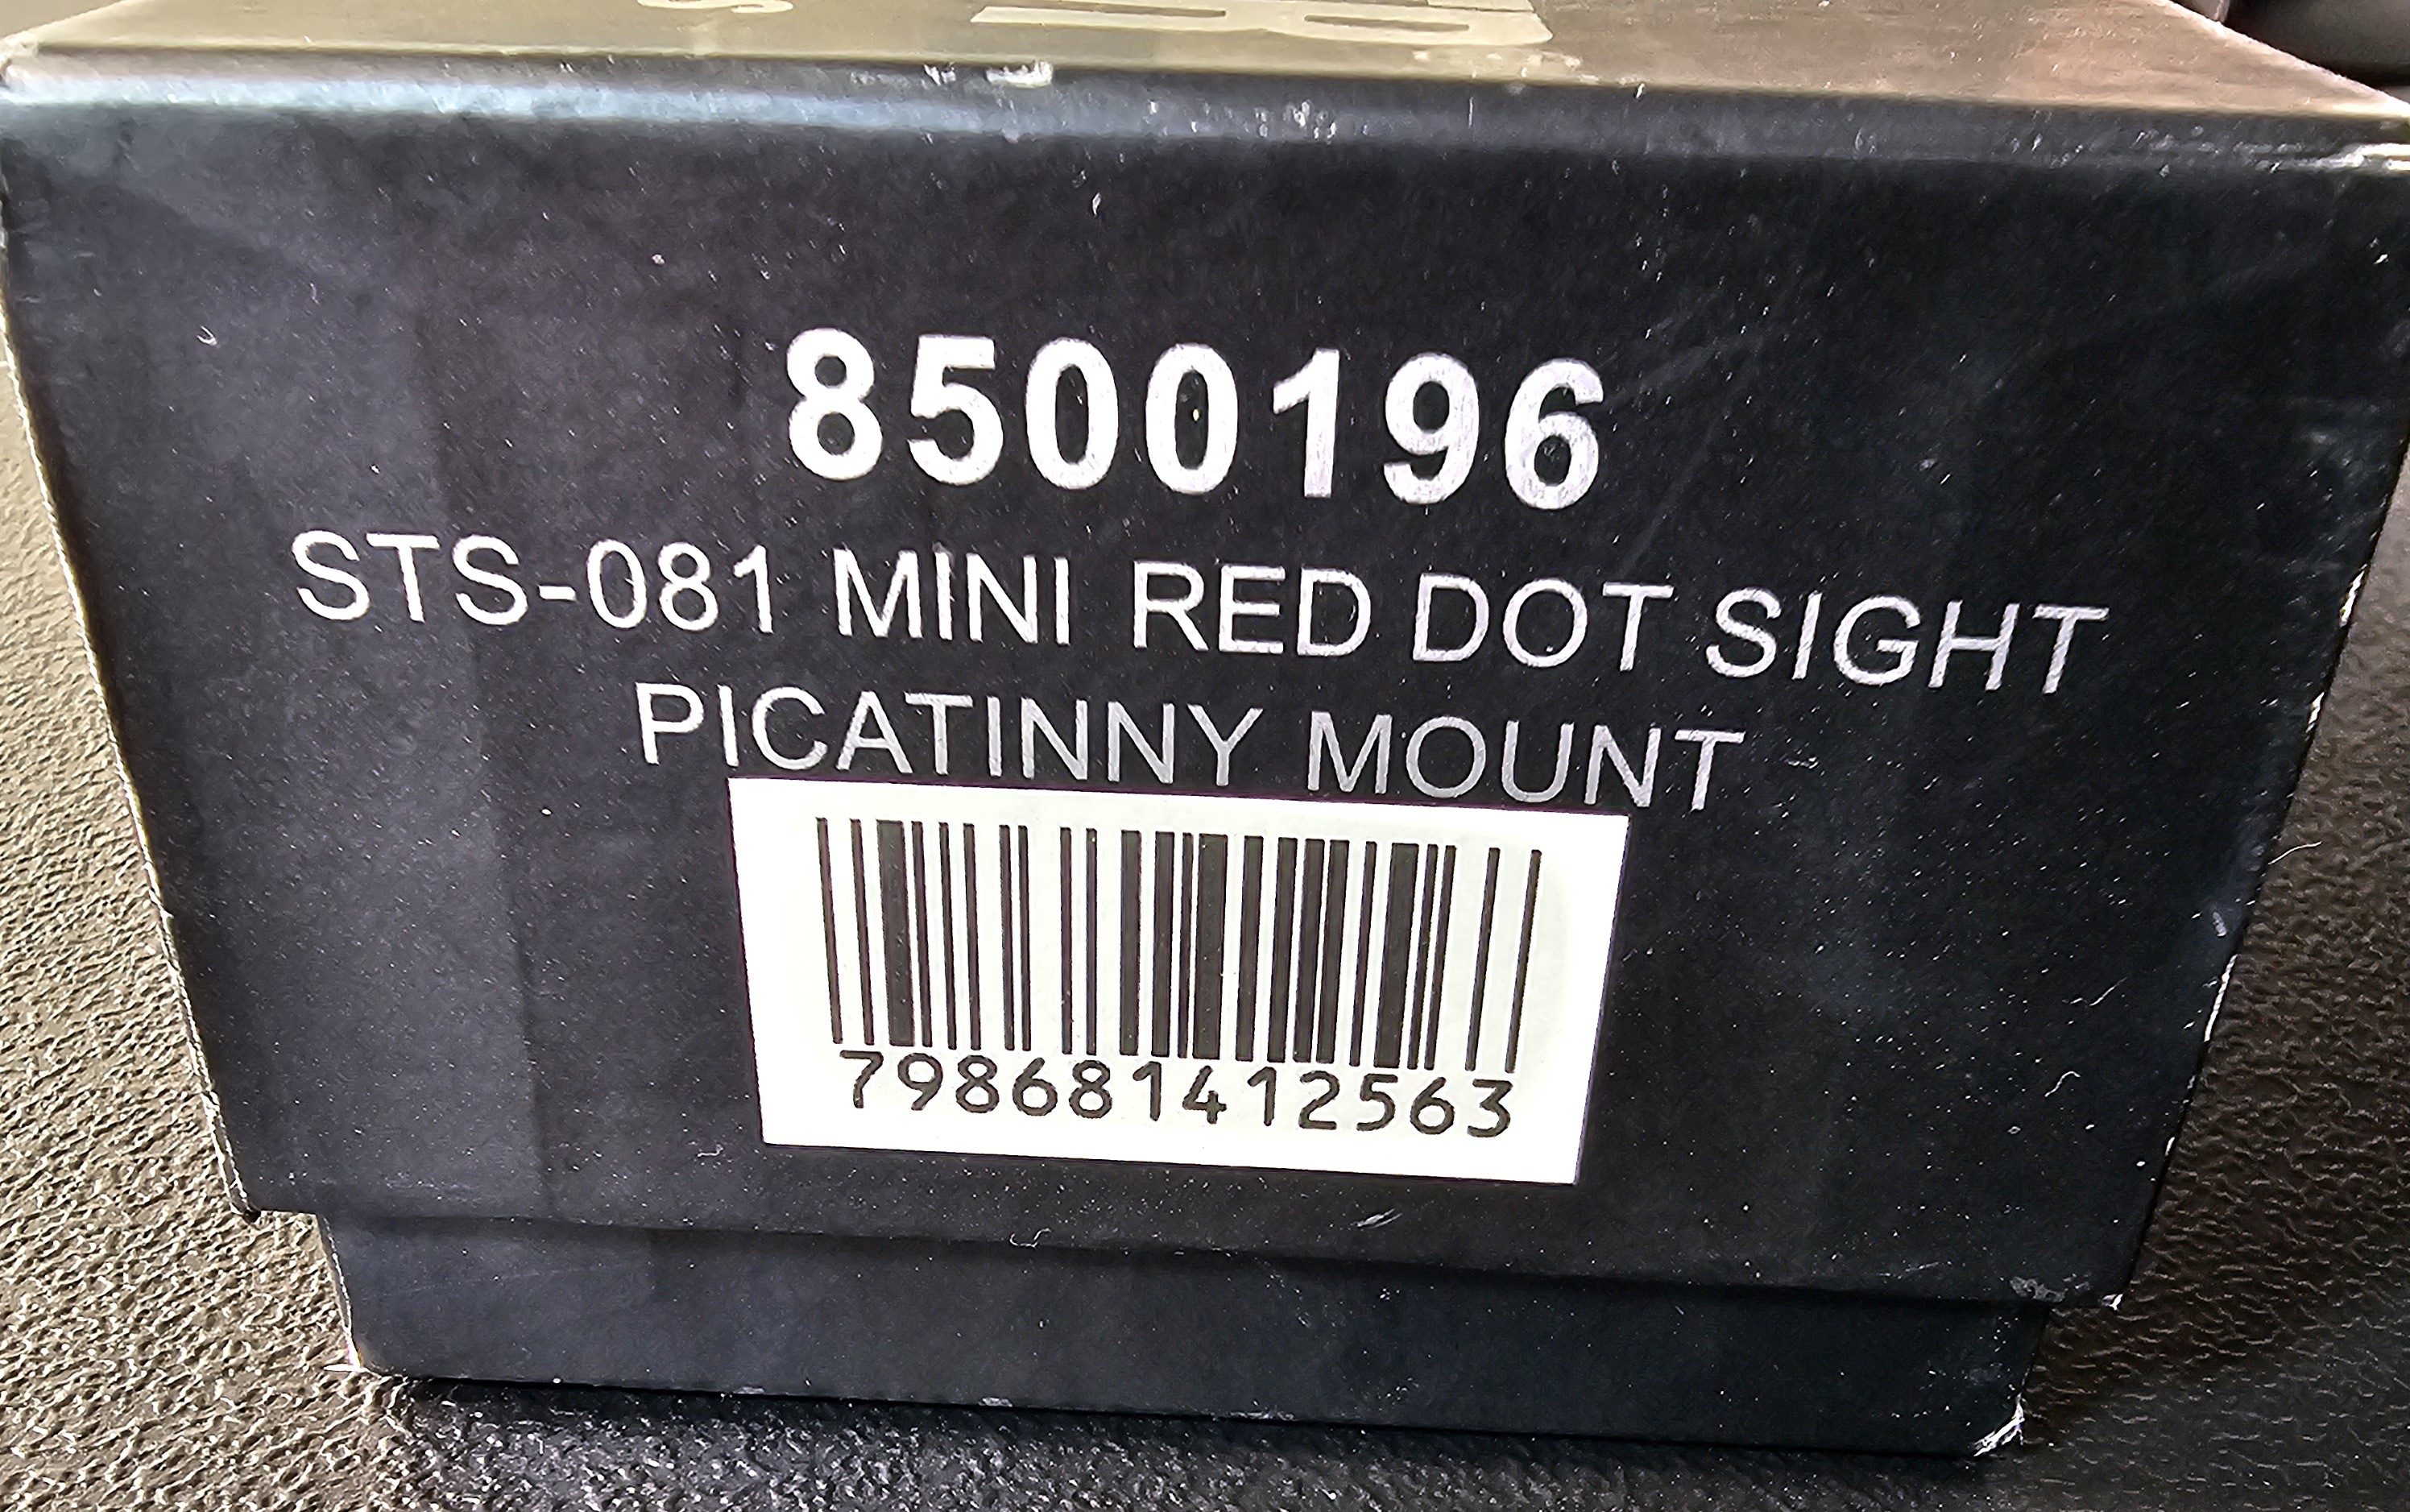 8500196
STS-081 MINI RED DOT SIGHT
PICATINNY MOUNT
798681412563